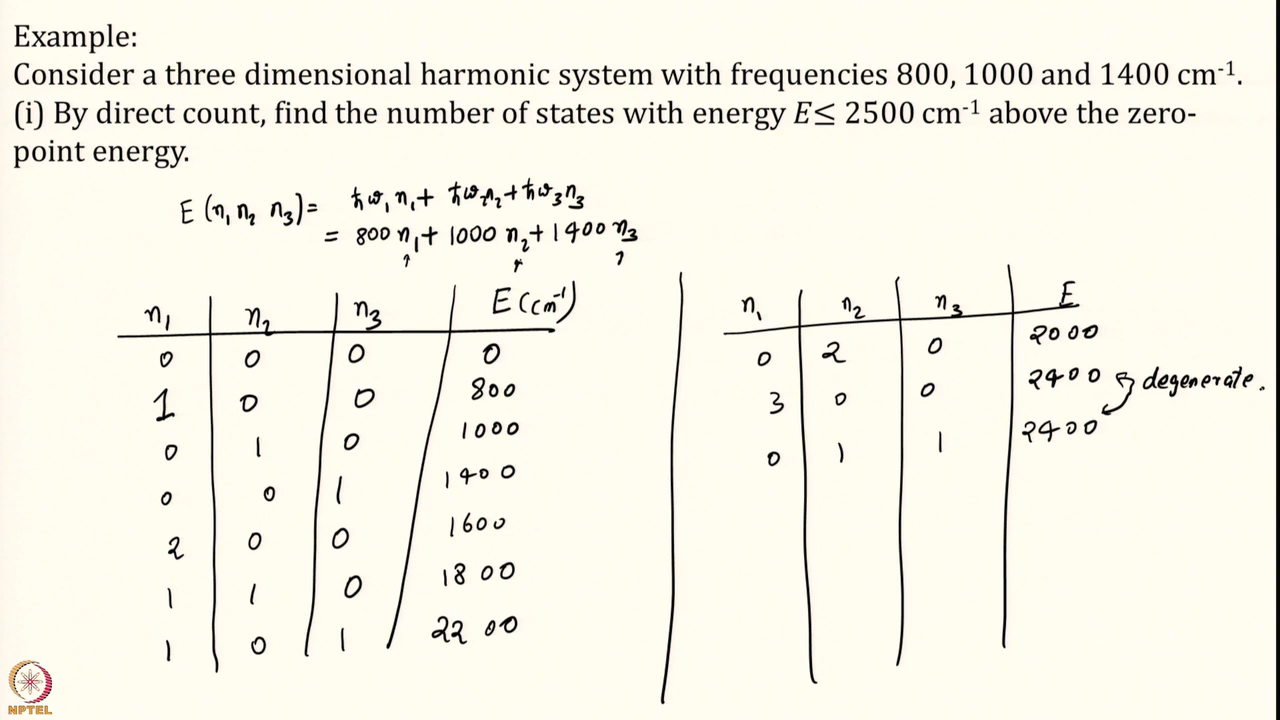 Example:
Consider a three dimensional harmonic system with frequencies 800, 1000 and 1400 cm⁻¹.
(i) By direct count, find the number of states with energy E≤ 2500 cm⁻¹ above the zero-
point energy.
E (n₁ n₂ n₃) = ħω₁n₁ + ħω₂n₂ + ħω₃n₃
= 800 n₁ + 1000 n₂ + 1400 n₃
n₁ n₂ n₃ E (cm⁻¹)
0 0 0 0
1 0 0 800
0 1 0 1000
0 0 1 1400
2 0 0 1600
1 1 0 1800
1 0 1 2200
n₁ n₂ n₃ E
0 2 0 2000
3 0 0 2400 degenerate.
0 1 1 2400
NPTEL